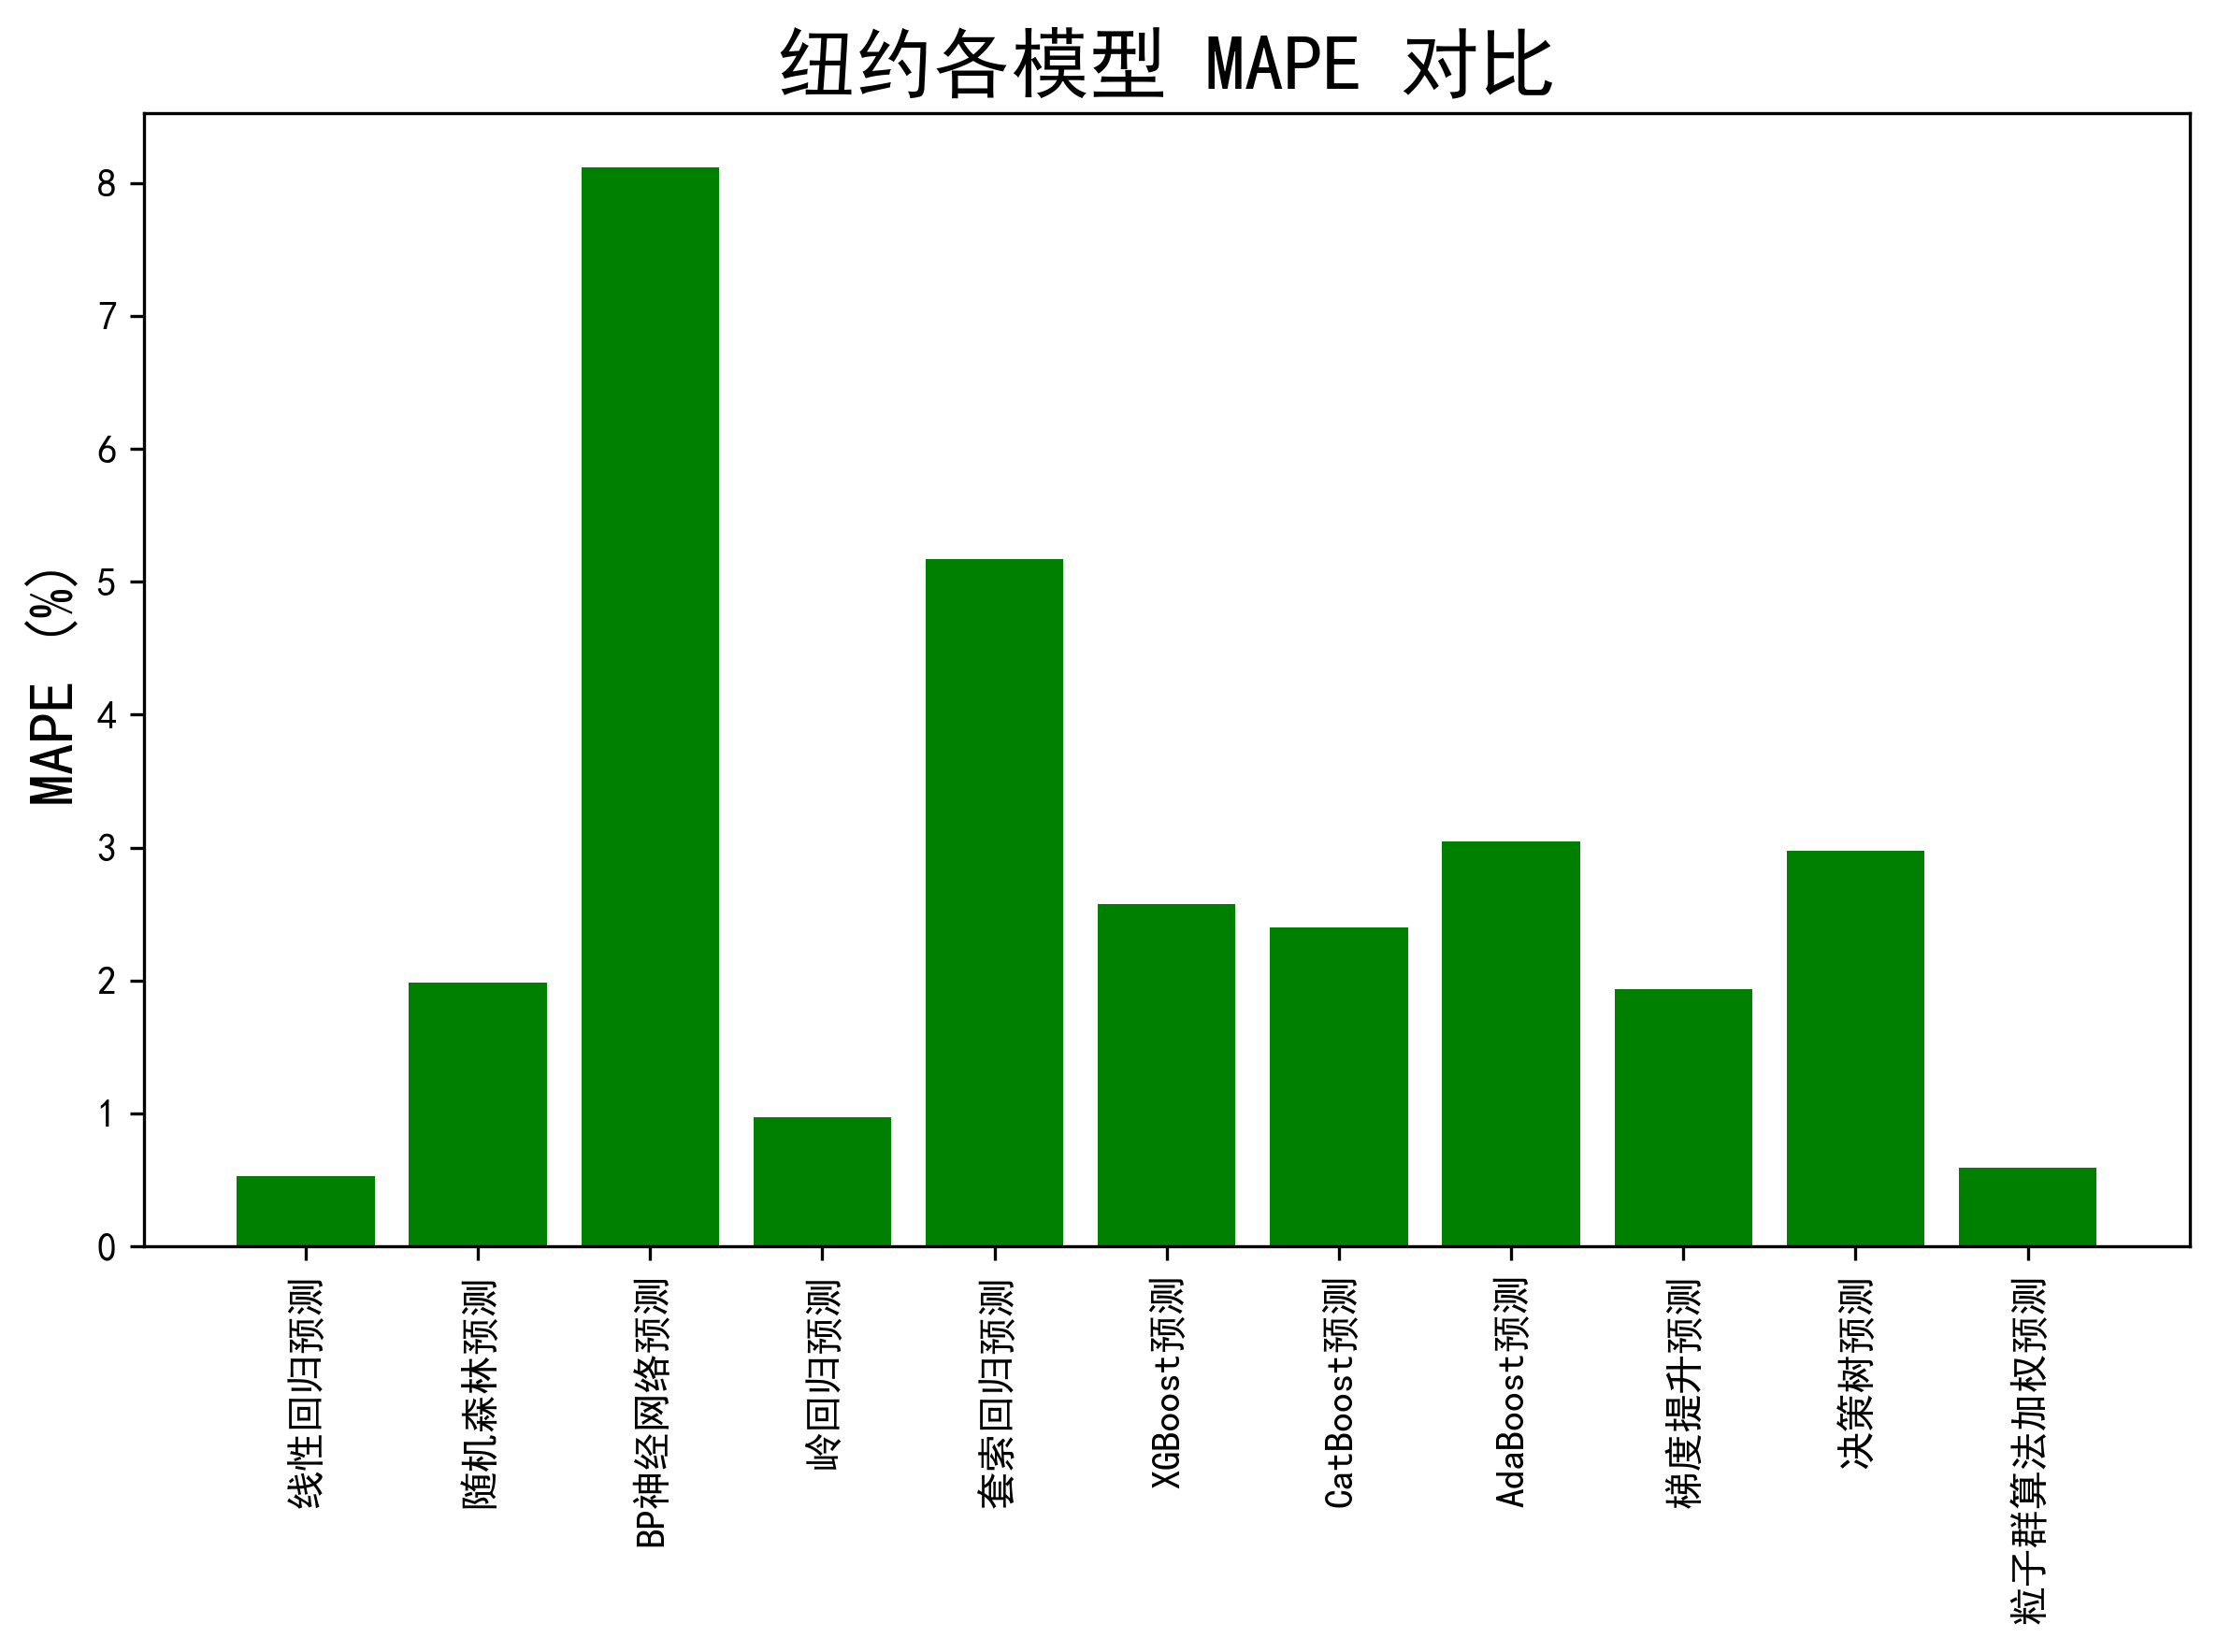 纽约各模型 MAPE 对比
MAPE (%)
8
7
6
5
4
3
2
1
0
线性回归预测
随机森林预测
BP神经网络预测
岭回归预测
套索回归预测
XGBoost预测
CatBoost预测
AdaBoost预测
梯度提升预测
决策树预测
粒子群算法加权预测